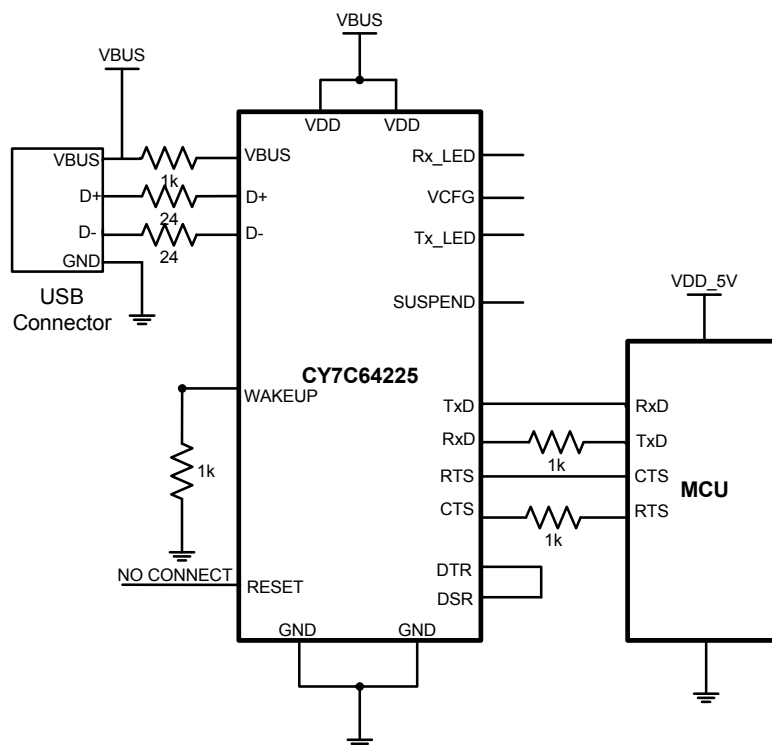 VBUS
VBUS
VDD VDD
VBUS
D+
D-
GND
USB
Connector
1k
24
24
VBUS
D+
D-
WAKEUP
1k
NO CONNECT
RESET
CY7C64225
GND GND
Rx_LED
VCFG
Tx_LED
SUSPEND
TxD
RxD
RTS
CTS
DTR
DSR
1k
1k
VDD_5V
RxD
TxD
CTS
RTS
MCU